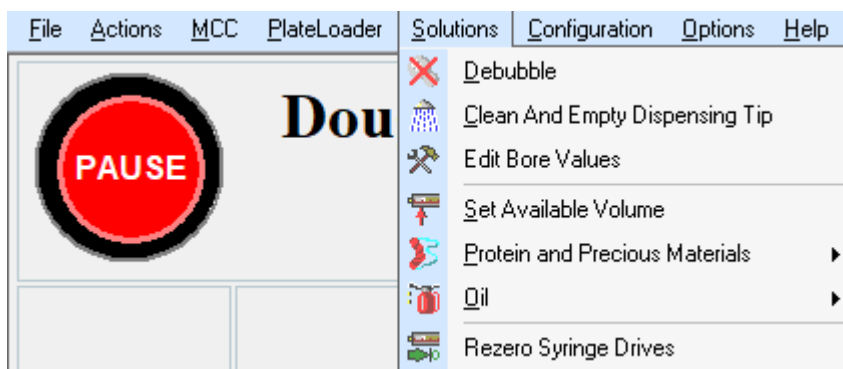 File Actions MCC PlateLoader Solutions Configuration Options Help
PAUSE
Dou
Debubble
Clean And Empty Dispensing Tip
Edit Bore Values
Set Available Volume
Protein and Precious Materials
Oil
Rezero Syringe Drives